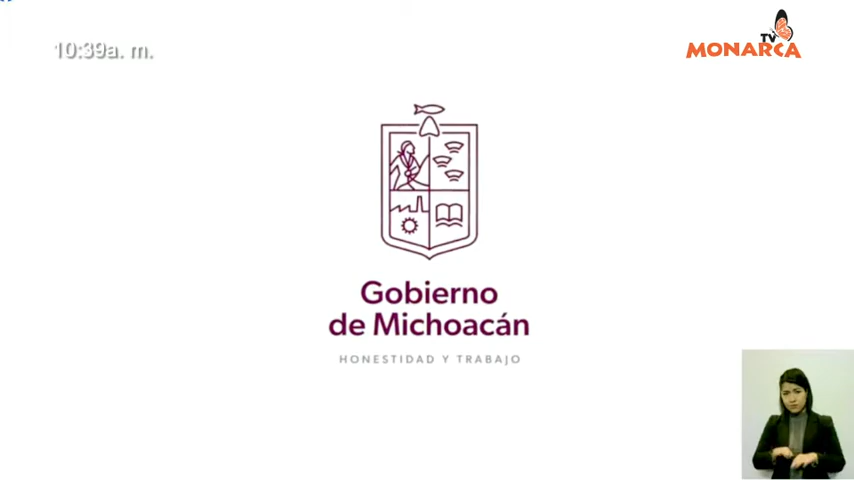 10:39a. m.
TV
MONARCA
Gobierno
de Michoacán
HONESTIDAD Y TRABAJO